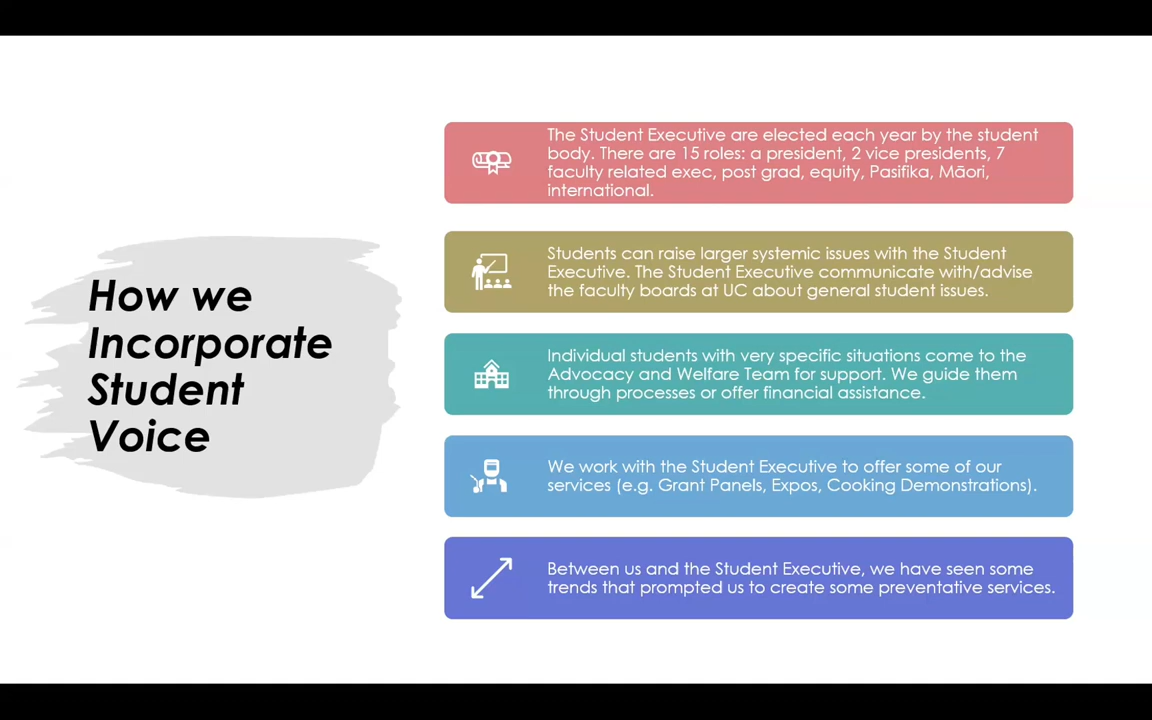 How we
Incorporate
Student
Voice
The Student Executive are elected each year by the student
body. There are 15 roles: a president, 2 vice presidents, 7
faculty related exec, post grad, equity, Pasifika, Māori,
international.
Students can raise larger systemic issues with the Student
Executive. The Student Executive communicate with/advise
the faculty boards at UC about general student issues.
Individual students with very specific situations come to the
Advocacy and Welfare Team for support. We guide them
through processes or offer financial assistance.
We work with the Student Executive to offer some of our
services (e.g. Grant Panels, Expos, Cooking Demonstrations).
Between us and the Student Executive, we have seen some
trends that prompted us to create some preventative services.